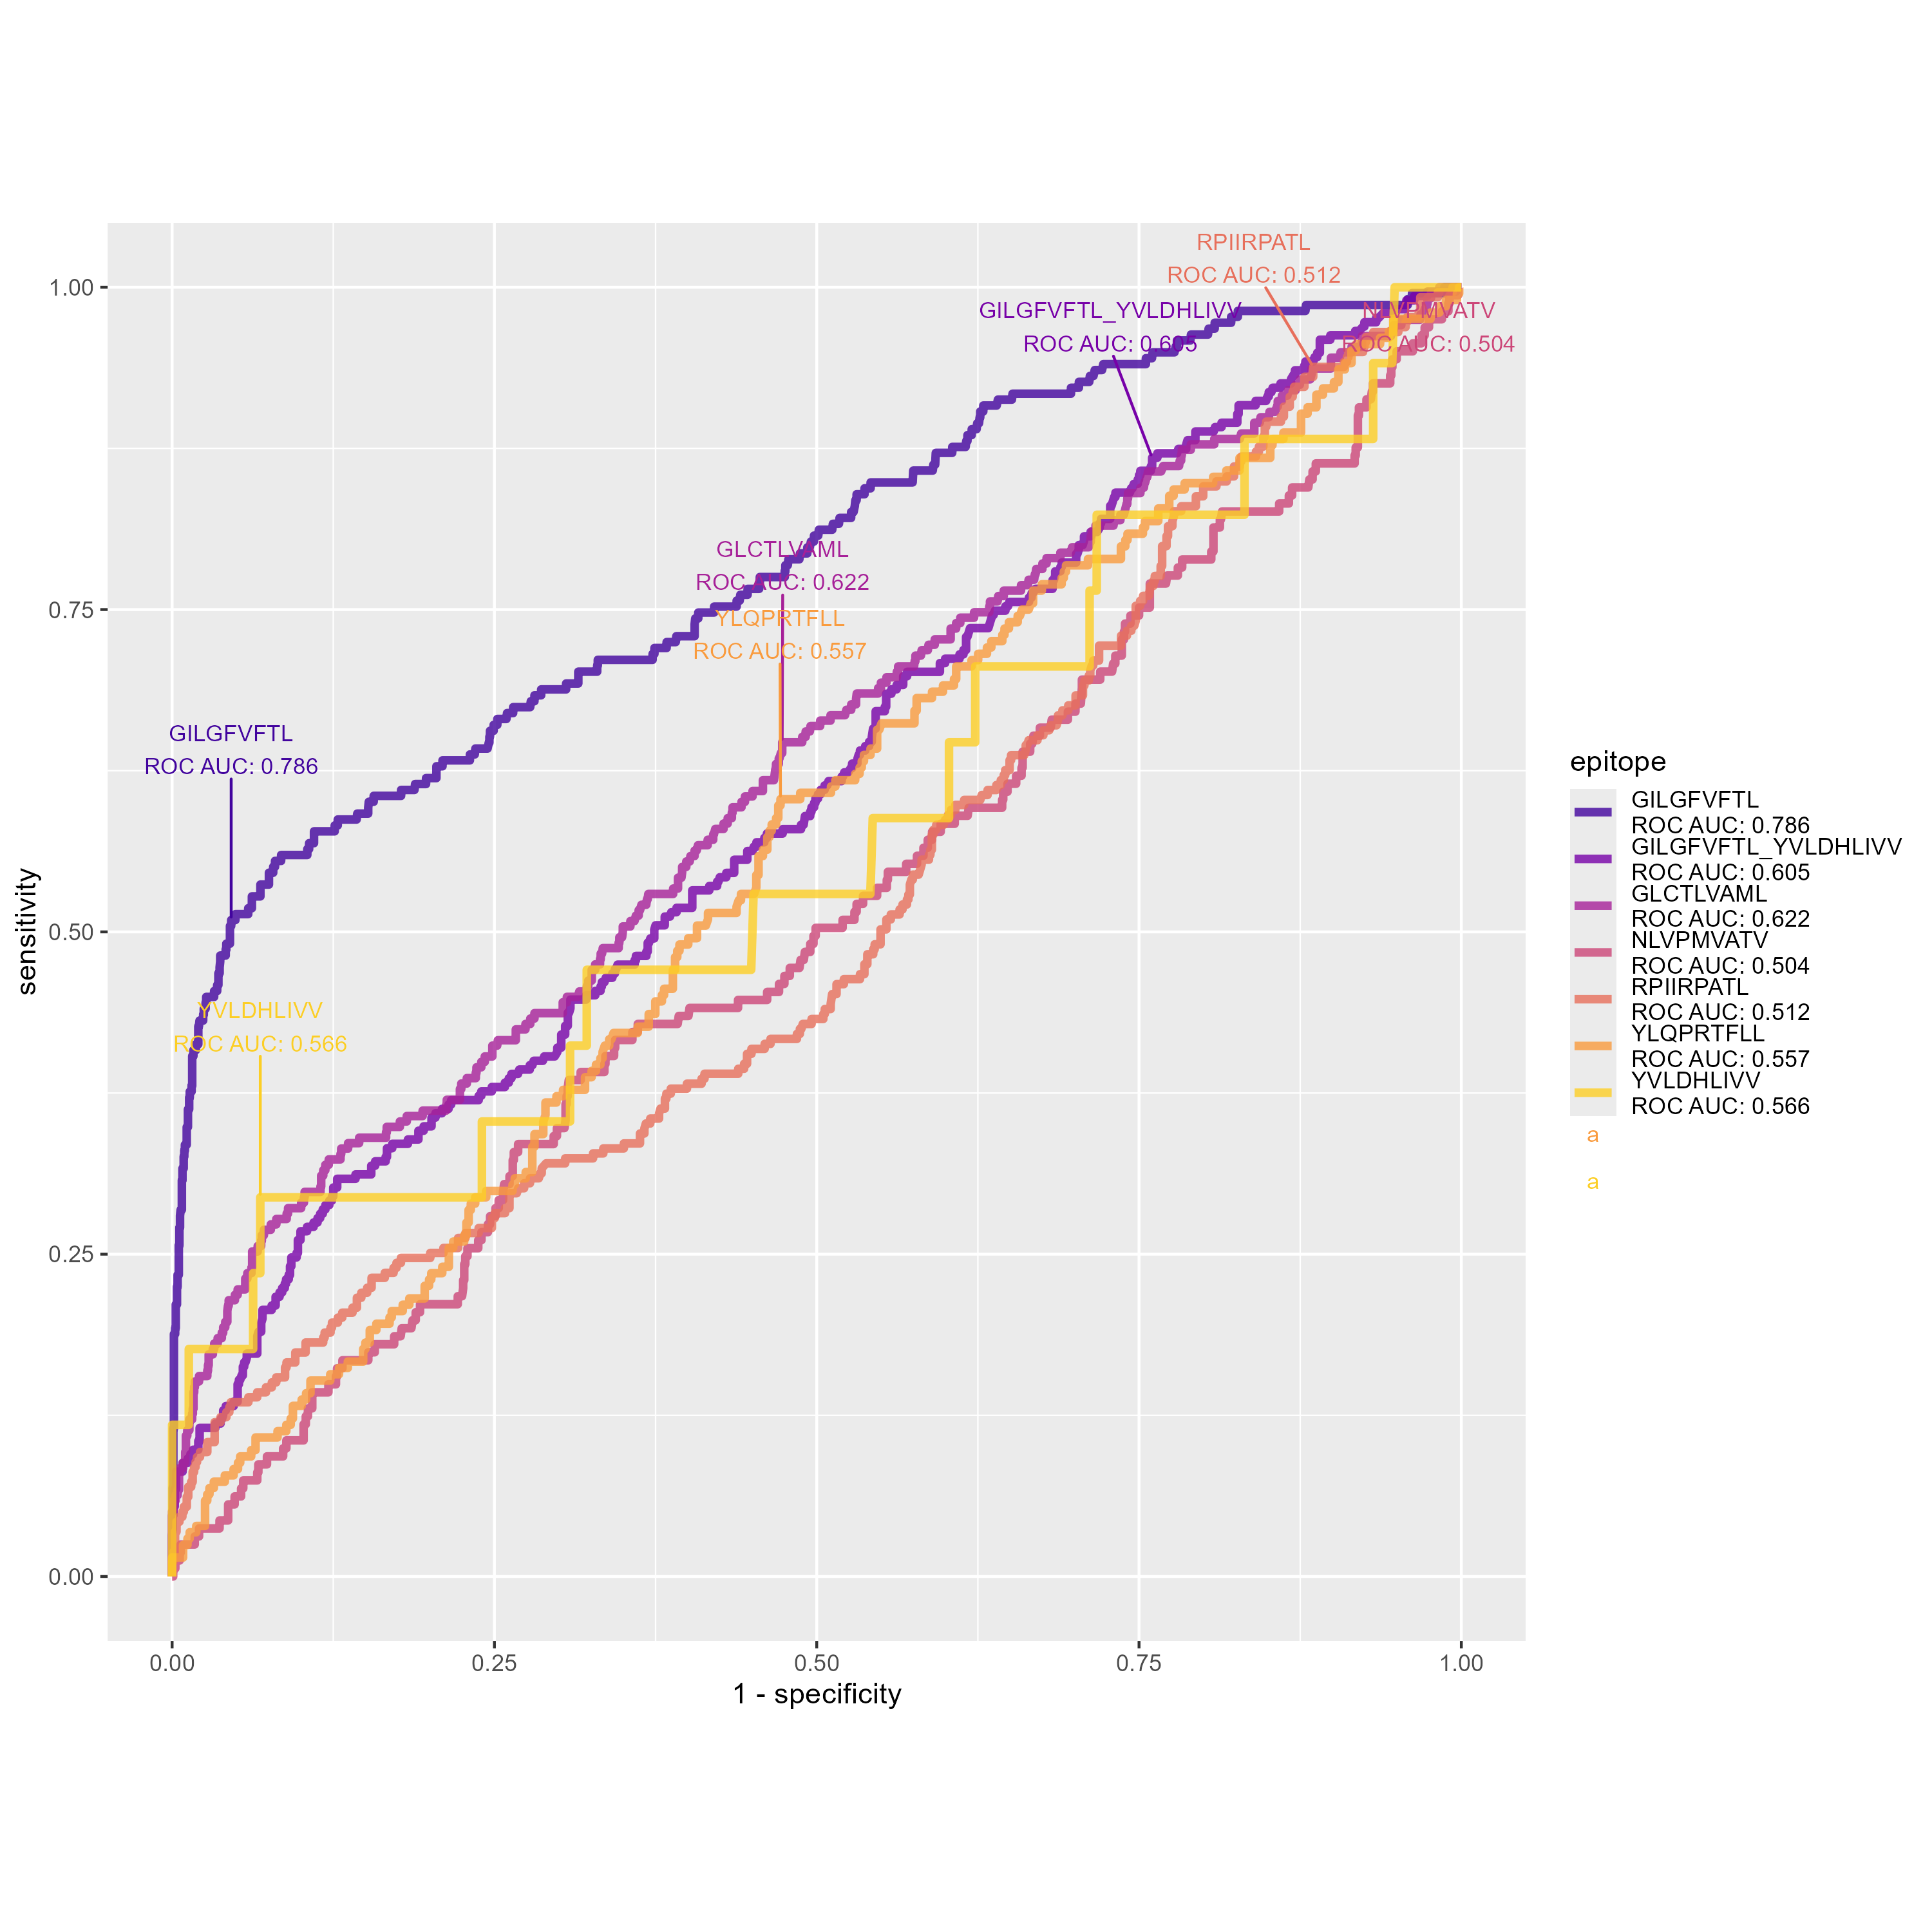 RPIIRPATL
ROC AUC: 0.512
GILGFVFTL_YVLDHLIVV
ROC AUC: 0.605
NLVPMVATV
ROC AUC: 0.504
GLCTLVAML
ROC AUC: 0.622
YLQPRTFLL
ROC AUC: 0.557
GILGFVFTL
ROC AUC: 0.786
YVLDHLIVV
ROC AUC: 0.566
1.00
0.75
0.50
0.25
0.00
sensitivity
0.00 0.25 0.50 0.75 1.00
1 - specificity
epitope
GILGFVFTL
ROC AUC: 0.786
GILGFVFTL_YVLDHLIVV
ROC AUC: 0.605
GLCTLVAML
ROC AUC: 0.622
NLVPMVATV
ROC AUC: 0.504
RPIIRPATL
ROC AUC: 0.512
YLQPRTFLL
ROC AUC: 0.557
YVLDHLIVV
ROC AUC: 0.566
a
a